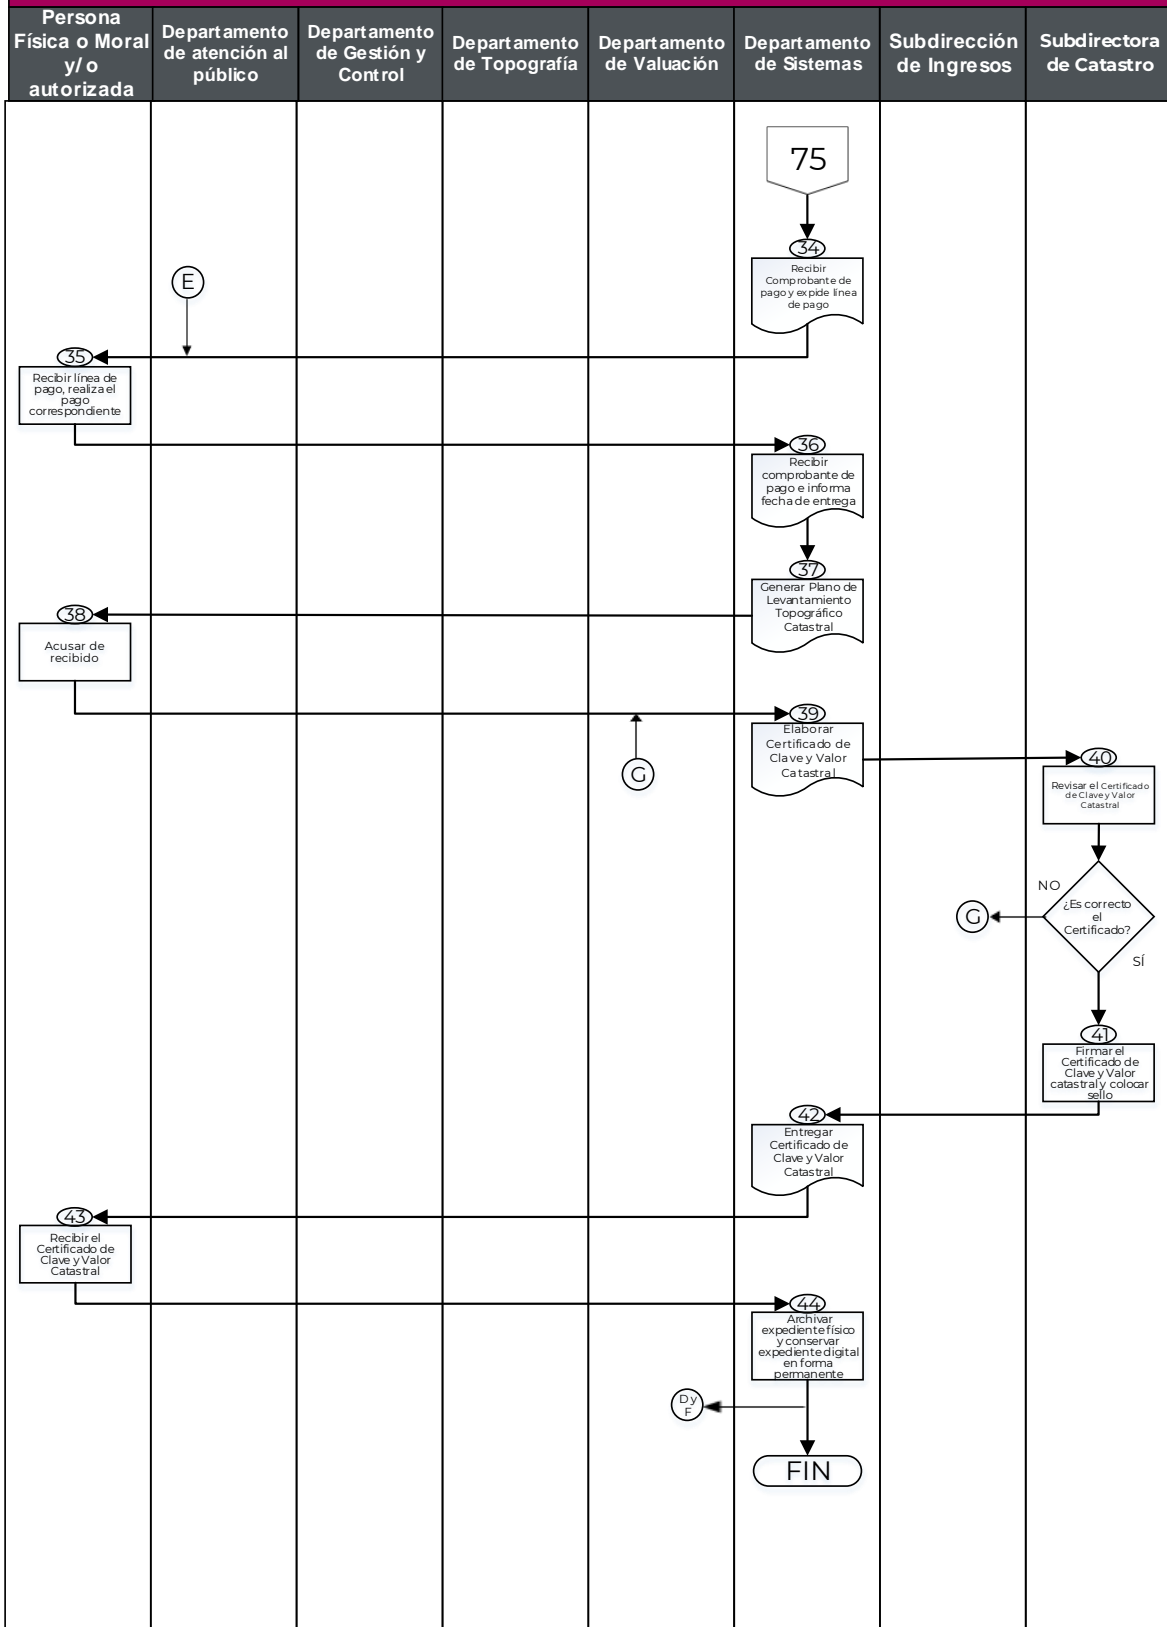 Persona
Física o Moral
y/ o
autorizada
Departamento
de atención al
público
Departamento
de Gestión y
Control
Departamento
de Topografía
Departamento
de Valuación
Departamento
de Sistemas
Subdirección
de Ingresos
Subdirectora
de Catastro
75
34
Recibir
Comprobante de
pago y expide línea
de pago
E
35
Recibir línea de
pago, realiza el
pago
correspondiente
36
Recibir
comprobante de
pago e informa
fecha de entrega
37
Generar Plano de
Levantamiento
Topográfico
Catastral
38
Acusar de
recibido
39
Elaborar
Certificado de
Clave y Valor
Catastral
G
40
Revisar el Certificado
de Clave y Valor
Catastral
NO
¿Es correcto
el
Certificado?
G
SÍ
41
Firmar el
Certificado de
Clave y Valor
catastral y colocar
sello
42
Entregar
Certificado de
Clave y Valor
Catastral
43
Recibir el
Certificado de
Clave y Valor
Catastral
44
Archivar
expediente físico
y conservar
expediente digital
en forma
permanente
D y
F
FIN